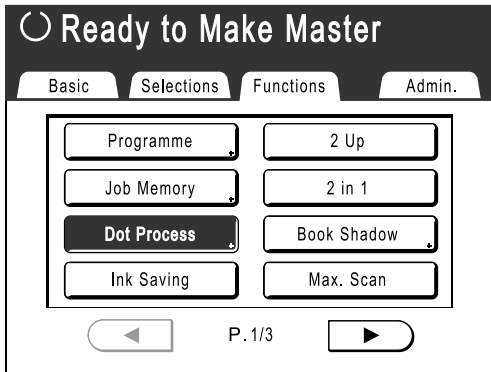 Ready to Make Master
Basic Selections Functions Admin.
Programme 2 Up
Job Memory 2 in 1
Dot Process Book Shadow
Ink Saving Max. Scan
P. 1/3